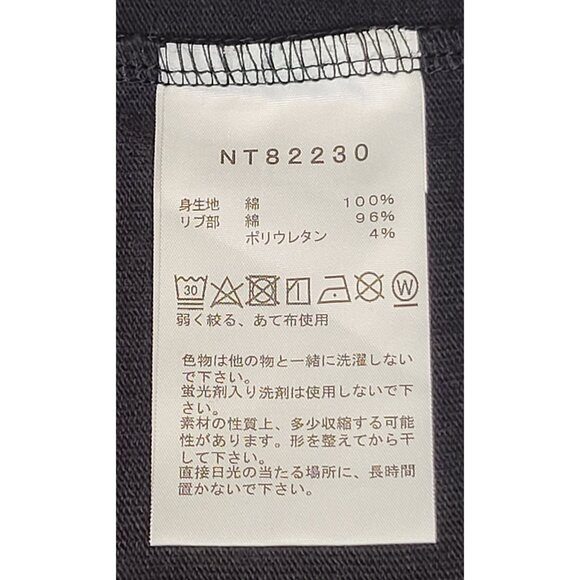 NT82230
身生地 綿 100%
リブ部 綿 96%
ポリウレタン 4%
30 W
弱く絞る、あて布使用
色物は他の物と一緒に洗濯しない
で下さい。
蛍光剤入り洗剤は使用しないで下
さい。
素材の性質上、多少収縮する可能
性があります。形を整えてから干
して下さい。
直接日光の当たる場所に、長時間
置かないで下さい。